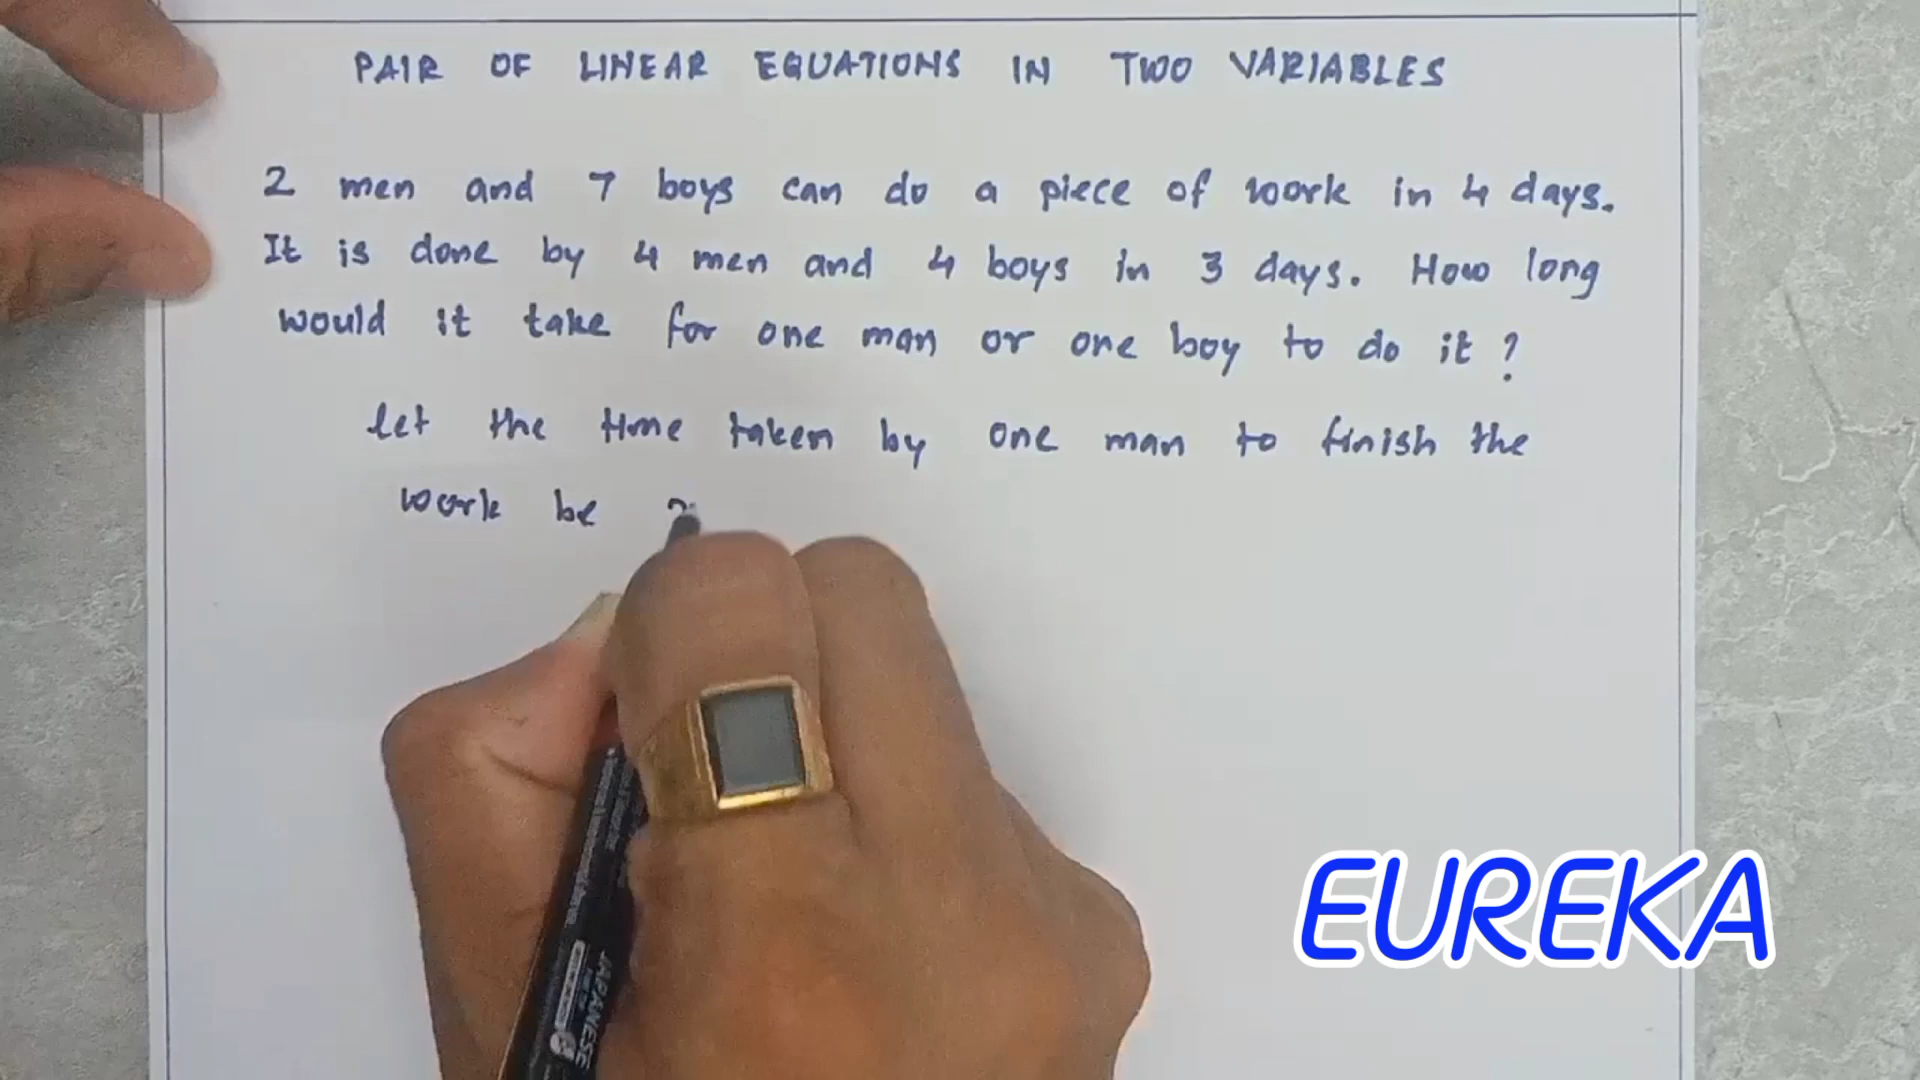 PAIR OF LINEAR EQUATIONS IN TWO VARIABLES
2 men and 7 boys can do a piece of work in 4 days.
It is done by 4 men and 4 boys in 3 days. How long
would it take for one man or one boy to do it?
let the time taken by one man to finish the
work be
JAPANESE
EUREKA